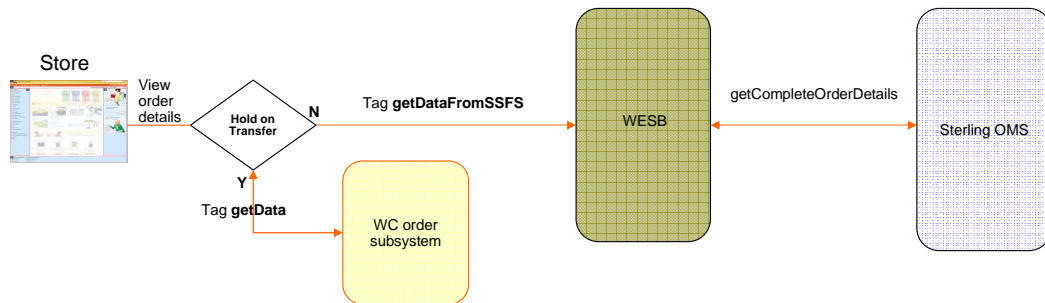 Store
View
order
details
Hold on
Transfer
N
Tag getDataFromSSFS
WESB
getCompleteOrderDetails
Sterling OMS
Y
Tag getData
WC order
subsystem